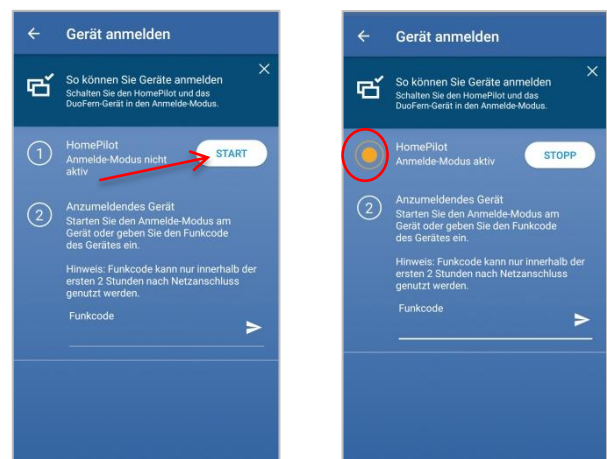 Gerät anmelden
So können Sie Geräte anmelden
Schalten Sie den HomePilot und das
DuoFern-Gerät in den Anmelde-Modus.
1
HomePilot
Anmelde-Modus nicht
aktiv
START
2
Anzumeldendes Gerät
Starten Sie den Anmelde-Modus am
Gerät oder geben Sie den Funkcode
des Gerätes ein.
Hinweis: Funkcode kann nur innerhalb der
ersten 2 Stunden nach Netzanschluss
genutzt werden.
Funkcode
Gerät anmelden
So können Sie Geräte anmelden
Schalten Sie den HomePilot und das
DuoFern-Gerät in den Anmelde-Modus.
HomePilot
Anmelde-Modus aktiv
STOPP
2
Anzumeldendes Gerät
Starten Sie den Anmelde-Modus am
Gerät oder geben Sie den Funkcode
des Gerätes ein.
Hinweis: Funkcode kann nur innerhalb der
ersten 2 Stunden nach Netzanschluss
genutzt werden.
Funkcode